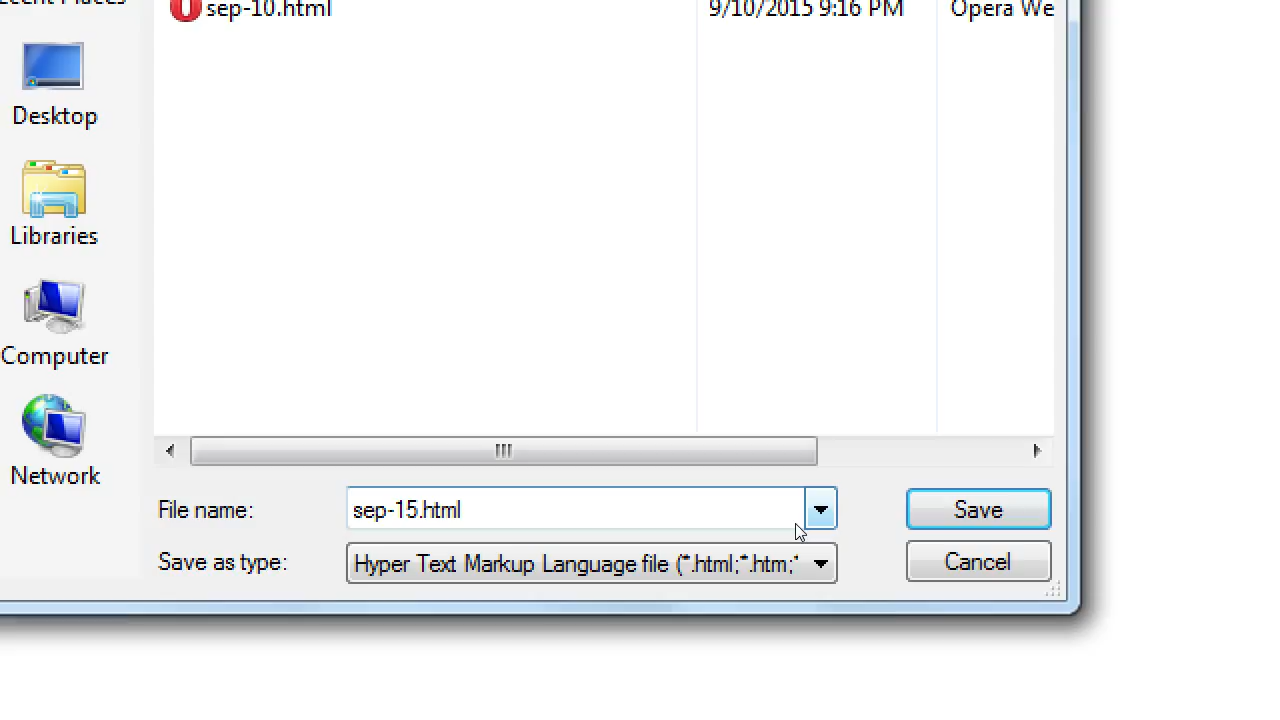 sep-10.html 9/10/2015 9:16 PM Opera We
Desktop
Libraries
Computer
Network
File name: sep-15.html Save
Save as type: Hyper Text Markup Language file (*.html;*.htm;* Cancel